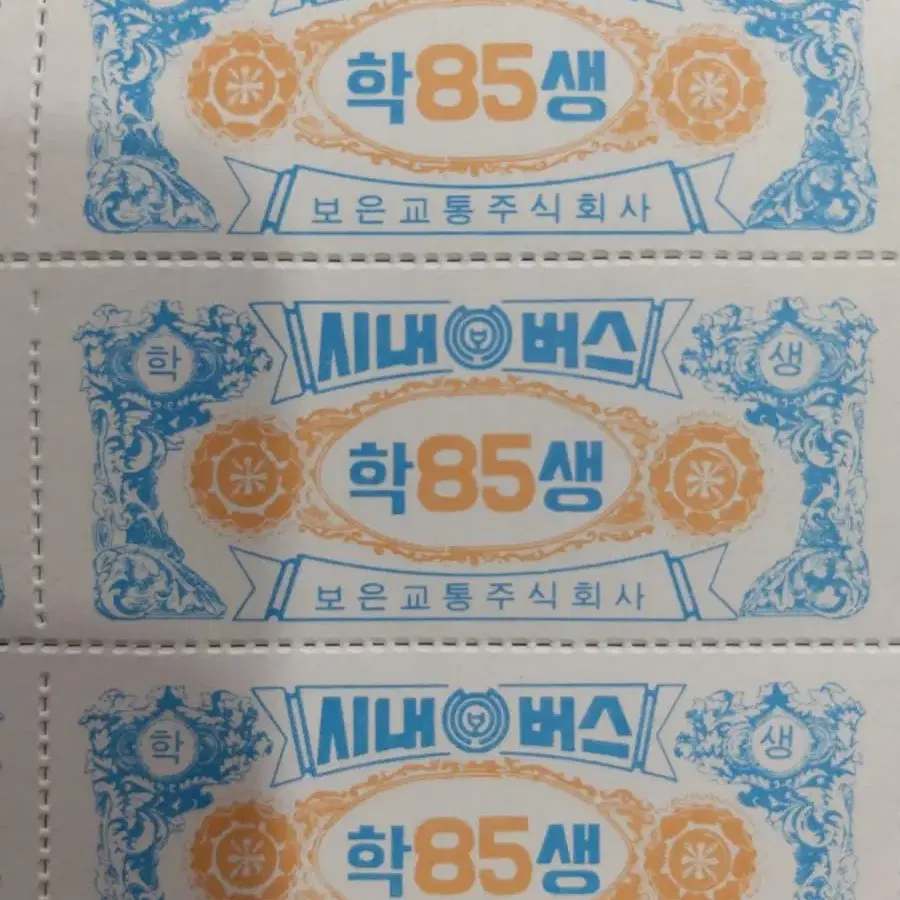 학85생
보은교통주식회사
시내 버스
학 생
학85생
보은교통주식회사
시내 버스
학 생
학85생